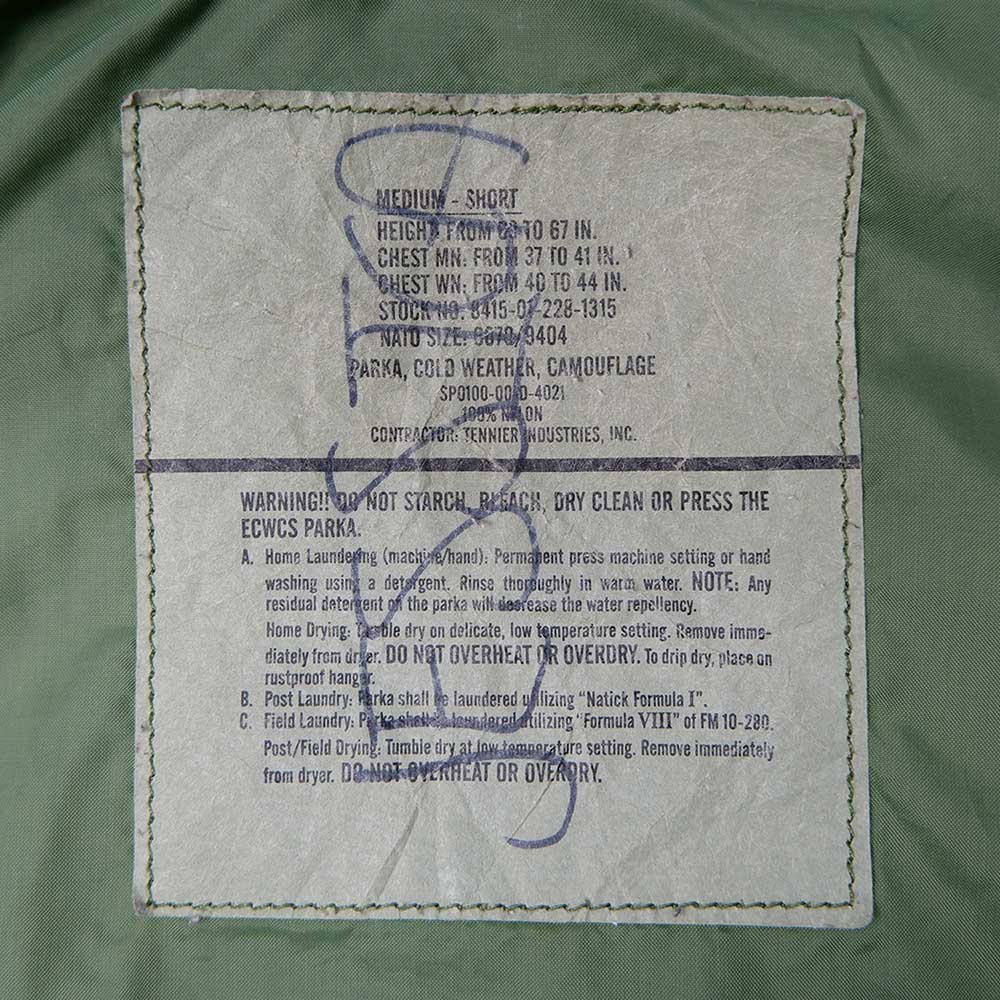 MEDIUM - SHORT
HEIGHT FROM TO 67 IN.
CHEST MN: FROM 37 TO 41 IN.
CHEST WN: FROM 40 TO 44 IN.
STOCK NO. 8415-01-228-1315
NATO SIZE: /9404
PARKA, COLD WEATHER, CAMOUFLAGE
SP0100-00-D-4021
100% NYLON
CONTRACTOR: TENNIER INDUSTRIES, INC.
WARNING!! DO NOT STARCH, BLEACH, DRY CLEAN OR PRESS THE
ECWCS PARKA.
A. Home Laundering (machine/hand): Permanent press machine setting or hand
washing using a detergent. Rinse thoroughly in warm water. NOTE: Any
residual detergent on the parka will decrease the water repellency.
Home Drying: Tumble dry on delicate, low temperature setting. Remove imme-
diately from dryer. DO NOT OVERHEAT OR OVERDRY. To drip dry, place on
rustproof hanger.
B. Post Laundry: Parka shall be laundered utilizing "Natick Formula I".
C. Field Laundry: Parka shall be laundered utilizing "Formula VIII" of FM 10-280.
Post/Field Drying: Tumble dry at low temperature setting. Remove immediately
from dryer. DO NOT OVERHEAT OR OVERDRY.